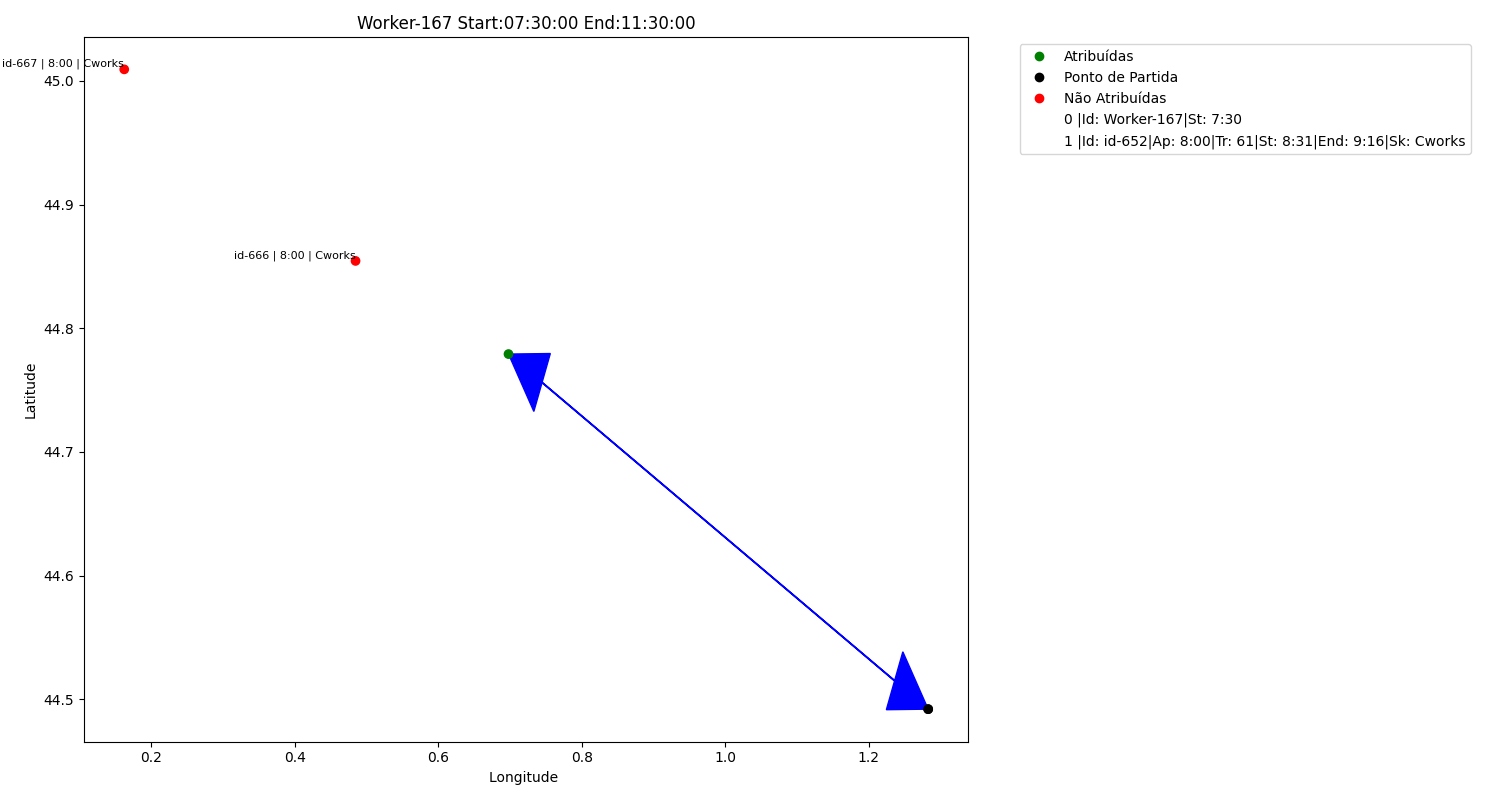 Worker-167 Start:07:30:00 End:11:30:00
id-667 | 8:00 | Cworks
id-666 | 8:00 | Cworks
45.0
44.9
44.8
44.7
44.6
44.5
Latitude
0.2 0.4 0.6 0.8 1.0 1.2
Longitude
Atribuídas
Ponto de Partida
Não Atribuídas
0 |Id: Worker-167|St: 7:30
1 |Id: id-652|Ap: 8:00|Tr: 61|St: 8:31|End: 9:16|Sk: Cworks